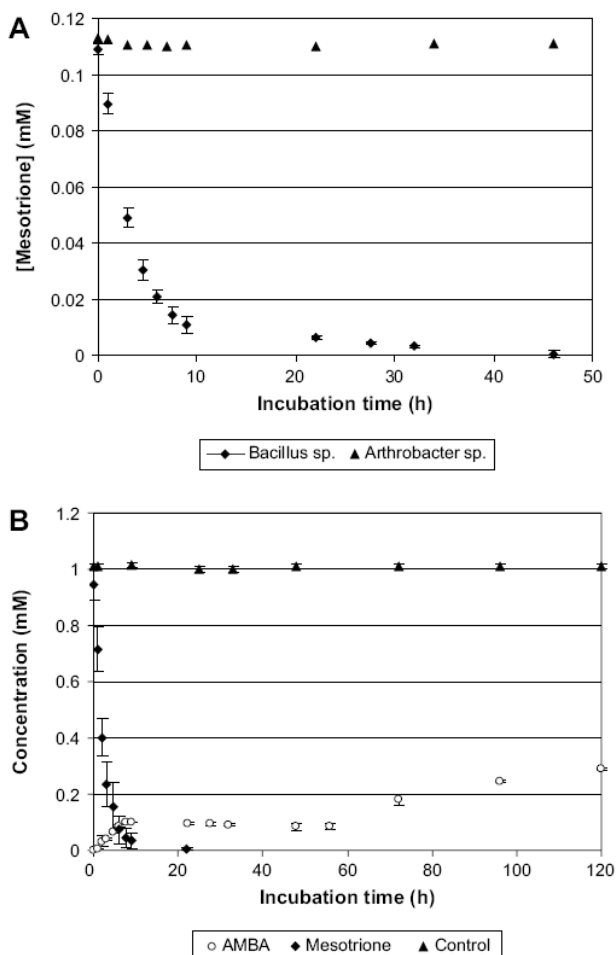 A
[Mesotrione] (mM)
0.12
0.1
0.08
0.06
0.04
0.02
0
0 10 20 30 40 50
Incubation time (h)
Bacillus sp. Arthrobacter sp.
B
Concentration (mM)
1.2
1
0.8
0.6
0.4
0.2
0
0 20 40 60 80 100 120
Incubation time (h)
AMBA Mesotrione Control